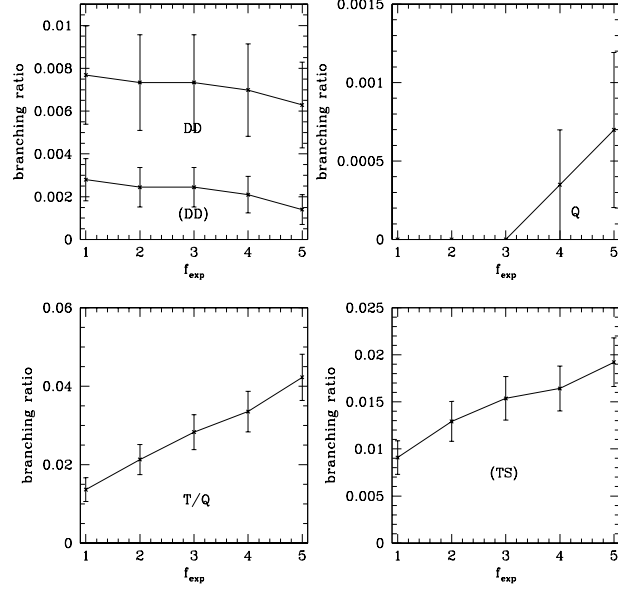 branching ratio
0.01
0.008
0.006
0.004
0.002
0
DD
(DD)
1 2 3 4 5
f_exp
branching ratio
0.0015
0.001
0.0005
0
Q
1 2 3 4 5
f_exp
branching ratio
0.06
0.04
0.02
0
T/Q
1 2 3 4 5
f_exp
branching ratio
0.025
0.02
0.015
0.01
0.005
0
(TS)
1 2 3 4 5
f_exp